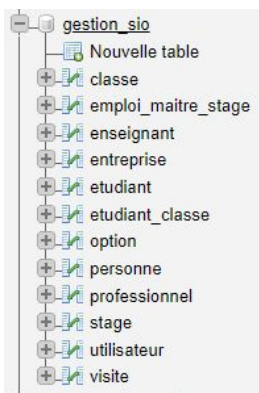 gestion_sio
Nouvelle table
classe
emploi_maitre_stage
enseignant
entreprise
etudiant
etudiant_classe
option
personne
professionnel
stage
utilisateur
visite